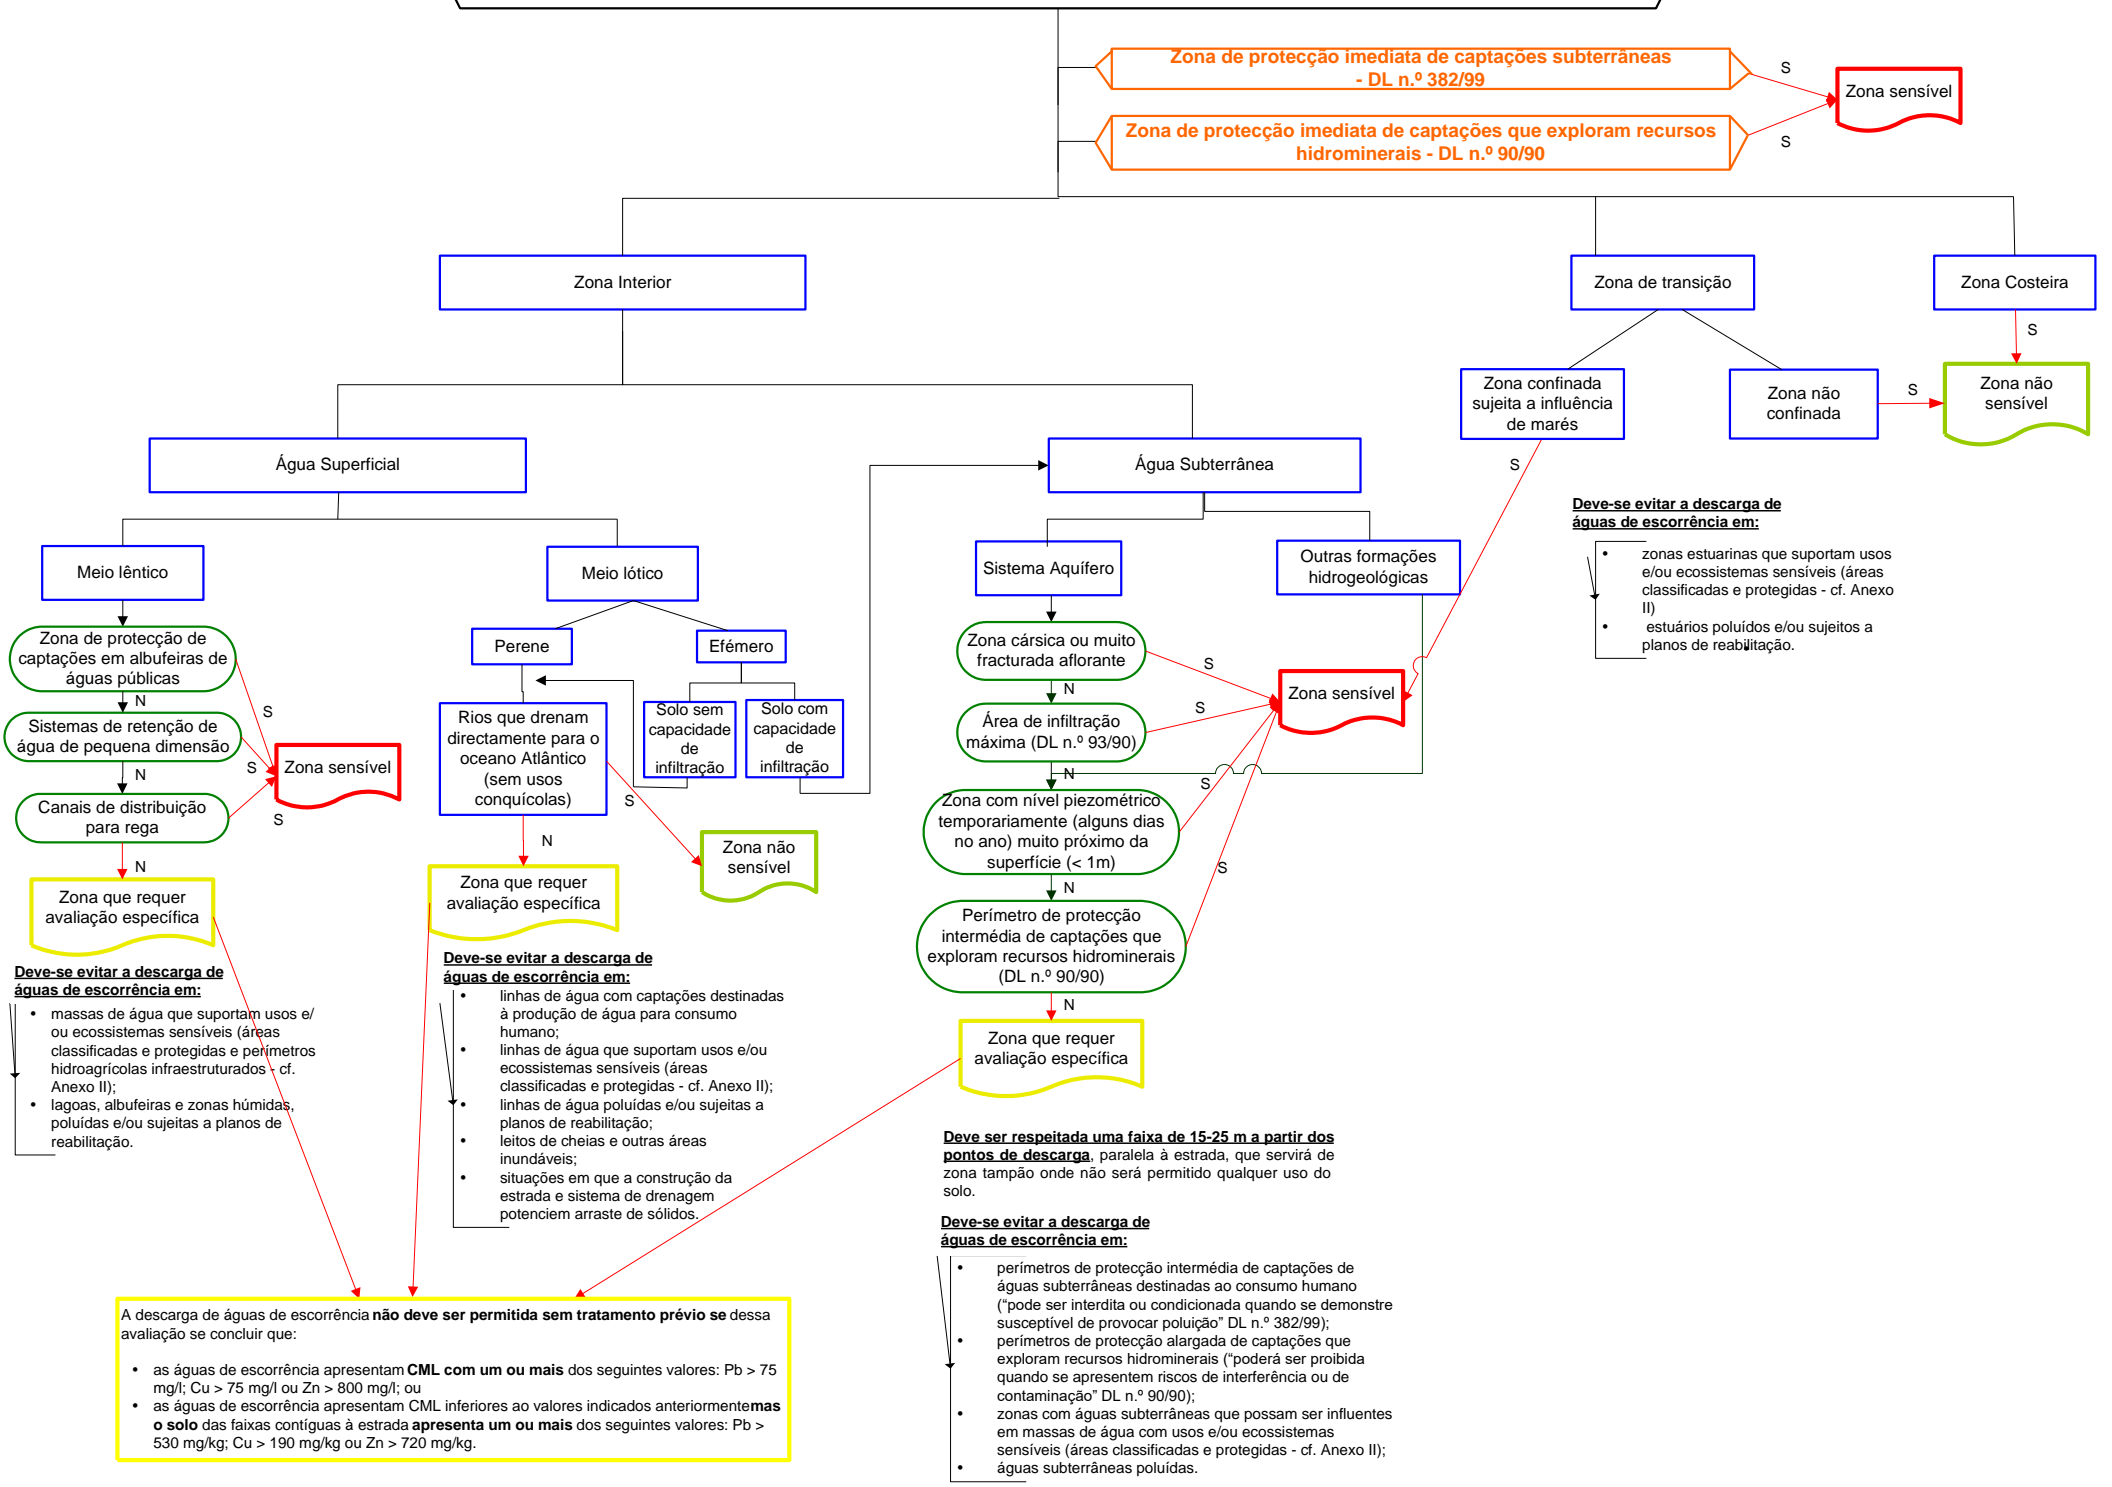 Zona de protecção imediata de captações subterrâneas
- DL n.º 382/99
S
Zona sensível
Zona de protecção imediata de captações que exploram recursos
hidrominerais - DL n.º 90/90
S
Zona Interior
Zona de transição
Zona Costeira
S
Zona confinada
sujeita a influência
de marés
Zona não
confinada
S
Zona não
sensível
S
Água Superficial
Água Subterrânea
Deve-se evitar a descarga de
águas de escorrência em:
• zonas estuarinas que suportam usos
e/ou ecossistemas sensíveis (áreas
classificadas e protegidas - cf. Anexo
II)
• estuários poluídos e/ou sujeitos a
planos de reabilitação.
Meio lêntico
Meio lótico
Sistema Aquífero
Outras formações
hidrogeológicas
Zona de protecção de
captações em albufeiras de
águas públicas
N
S
Sistemas de retenção de
água de pequena dimensão
N
S
Zona sensível
Canais de distribuição
para rega
S
N
Zona que requer
avaliação específica
Perene
Efémero
Rios que drenam
directamente para o
oceano Atlântico
(sem usos
conquícolas)
Solo sem
capacidade
de
infiltração
Solo com
capacidade
de
infiltração
S
N
Zona não
sensível
Zona que requer
avaliação específica
Zona cársica ou muito
fracturada aflorante
S
N
Zona sensível
Área de infiltração
máxima (DL n.º 93/90)
S
N
Zona com nível piezométrico
temporariamente (alguns dias
no ano) muito próximo da
superfície (< 1m)
S
N
Perímetro de protecção
intermédia de captações que
exploram recursos hidrominerais
(DL n.º 90/90)
S
N
Zona que requer
avaliação específica
Deve-se evitar a descarga de
águas de escorrência em:
• massas de água que suportam usos e/
ou ecossistemas sensíveis (áreas
classificadas e protegidas e perímetros
hidroagrícolas infraestruturados - cf.
Anexo II);
• lagoas, albufeiras e zonas húmidas,
poluídas e/ou sujeitas a planos de
reabilitação.
Deve-se evitar a descarga de
águas de escorrência em:
• linhas de água com captações destinadas
à produção de água para consumo
humano;
• linhas de água que suportam usos e/ou
ecossistemas sensíveis (áreas
classificadas e protegidas - cf. Anexo II);
• linhas de água poluídas e/ou sujeitas a
planos de reabilitação;
• leitos de cheias e outras áreas
inundáveis;
• situações em que a construção da
estrada e sistema de drenagem
potenciem arraste de sólidos.
Deve ser respeitada uma faixa de 15-25 m a partir dos
pontos de descarga, paralela à estrada, que servirá de
zona tampão onde não será permitido qualquer uso do
solo.
Deve-se evitar a descarga de
águas de escorrência em:
• perímetros de protecção intermédia de captações de
águas subterrâneas destinadas ao consumo humano
(“pode ser interdita ou condicionada quando se demonstre
susceptível de provocar poluição” DL n.º 382/99);
• perímetros de protecção alargada de captações que
exploram recursos hidrominerais (“poderá ser proibida
quando se apresentem riscos de interferência ou de
contaminação” DL n.º 90/90);
• zonas com águas subterrâneas que possam ser influentes
em massas de água com usos e/ou ecossistemas
sensíveis (áreas classificadas e protegidas - cf. Anexo II);
• águas subterrâneas poluídas.
A descarga de águas de escorrência não deve ser permitida sem tratamento prévio se dessa
avaliação se concluir que:
• as águas de escorrência apresentam CML com um ou mais dos seguintes valores: Pb > 75
mg/l; Cu > 75 mg/l ou Zn > 800 mg/l; ou
• as águas de escorrência apresentam CML inferiores ao valores indicados anteriormente mas
o solo das faixas contíguas à estrada apresenta um ou mais dos seguintes valores: Pb >
530 mg/kg; Cu > 190 mg/kg ou Zn > 720 mg/kg.